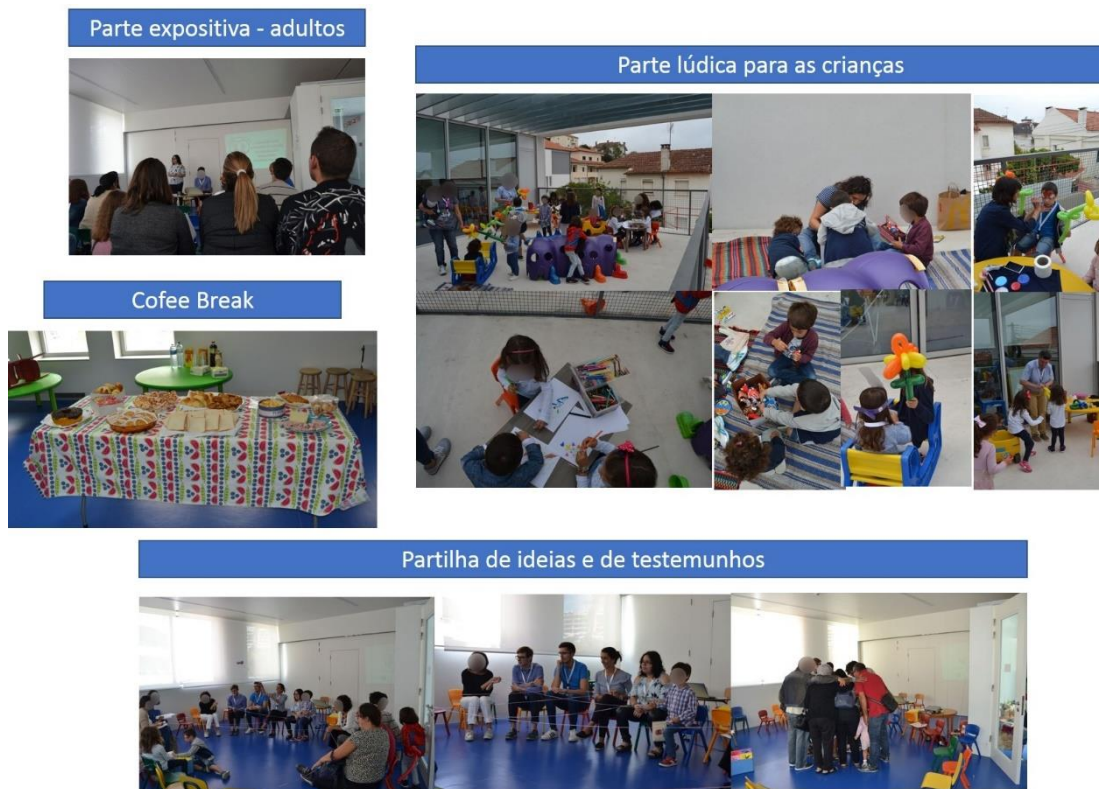 Parte expositiva - adultos
Parte lúdica para as crianças
Cofee Break
Partilha de ideias e de testemunhos